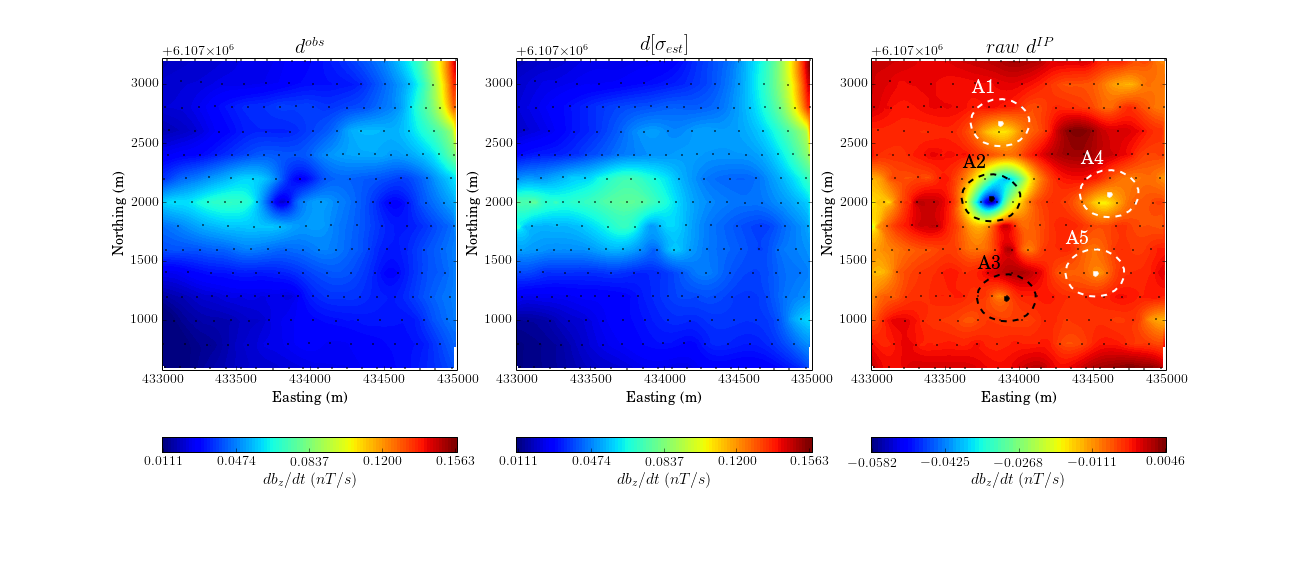 +6.107×10⁶ d^{obs}
+6.107×10⁶ d[σ_{est}]
+6.107×10⁶ raw d^{IP}
3000
2500
2000
1500
1000
Northing (m)
433000 433500 434000 434500 435000
Easting (m)
0.0111 0.0474 0.0837 0.1200 0.1563
db_z/dt (nT/s)
3000
2500
2000
1500
1000
Northing (m)
433000 433500 434000 434500 435000
Easting (m)
0.0111 0.0474 0.0837 0.1200 0.1563
db_z/dt (nT/s)
3000
2500
2000
1500
1000
Northing (m)
A1
A2
A4
A5
A3
433000 433500 434000 434500 435000
Easting (m)
−0.0582 −0.0425 −0.0268 −0.0111 0.0046
db_z/dt (nT/s)